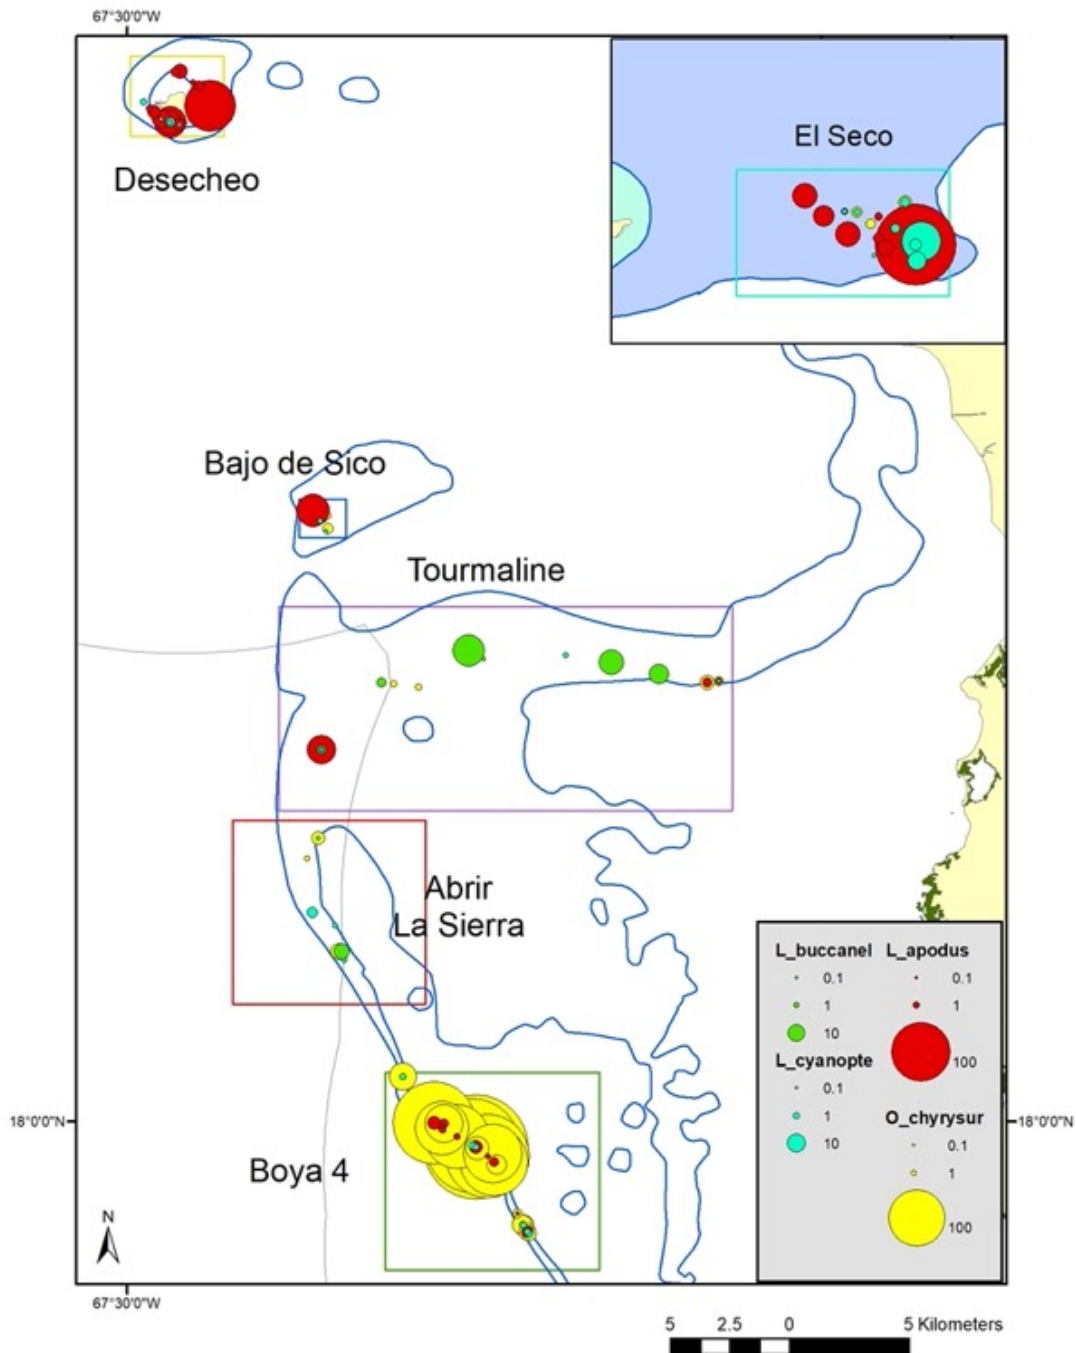 67°30'0"W
El Seco
Desecheo
Bajo de Sico
Tourmaline
Abrir
La Sierra
L_buccanel L_apodus
0.1 0.1
1 1
10
L_cyanopte
100
0.1
O_chyrysur
1
0.1
10
1
100
18°0'0"N
18°0'0"N
Boya 4
N
67°30'0"W
5 2.5 0 5 Kilometers